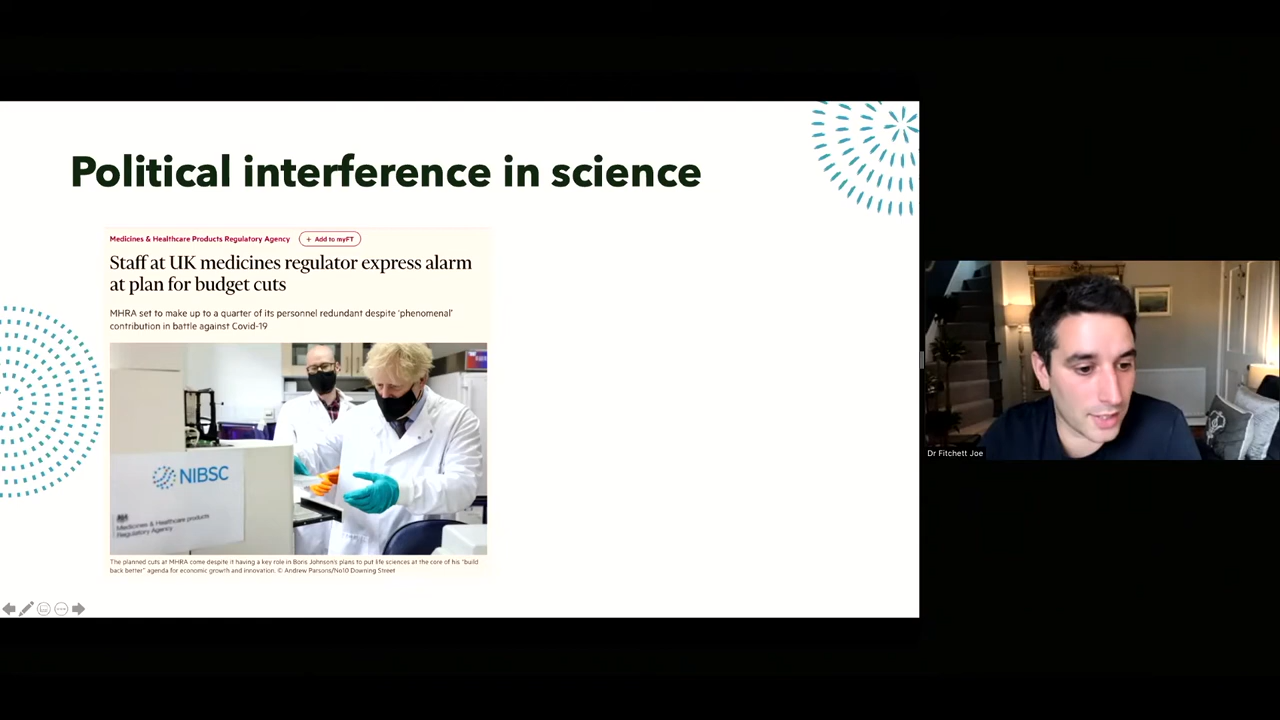 Political interference in science
Medicines & Healthcare Products Regulatory Agency + Add to myFT
Staff at UK medicines regulator express alarm
at plan for budget cuts
MHRA set to make up to a quarter of its personnel redundant despite ‘phenomenal’
contribution in battle against Covid-19
NIBSC
Medicines & Healthcare products
Regulatory Agency
The planned cuts at MHRA come despite it having a key role in Boris Johnson's plans to put life sciences at the core of his “build
back better” agenda for economic growth and innovation. © Andrew Parsons/No10 Downing Street
Dr Fitchett Joe